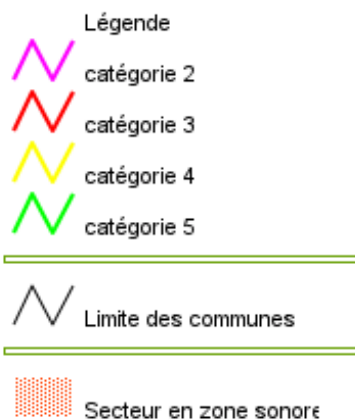 Légende
catégorie 2
catégorie 3
catégorie 4
catégorie 5
Limite des communes
Secteur en zone sonore